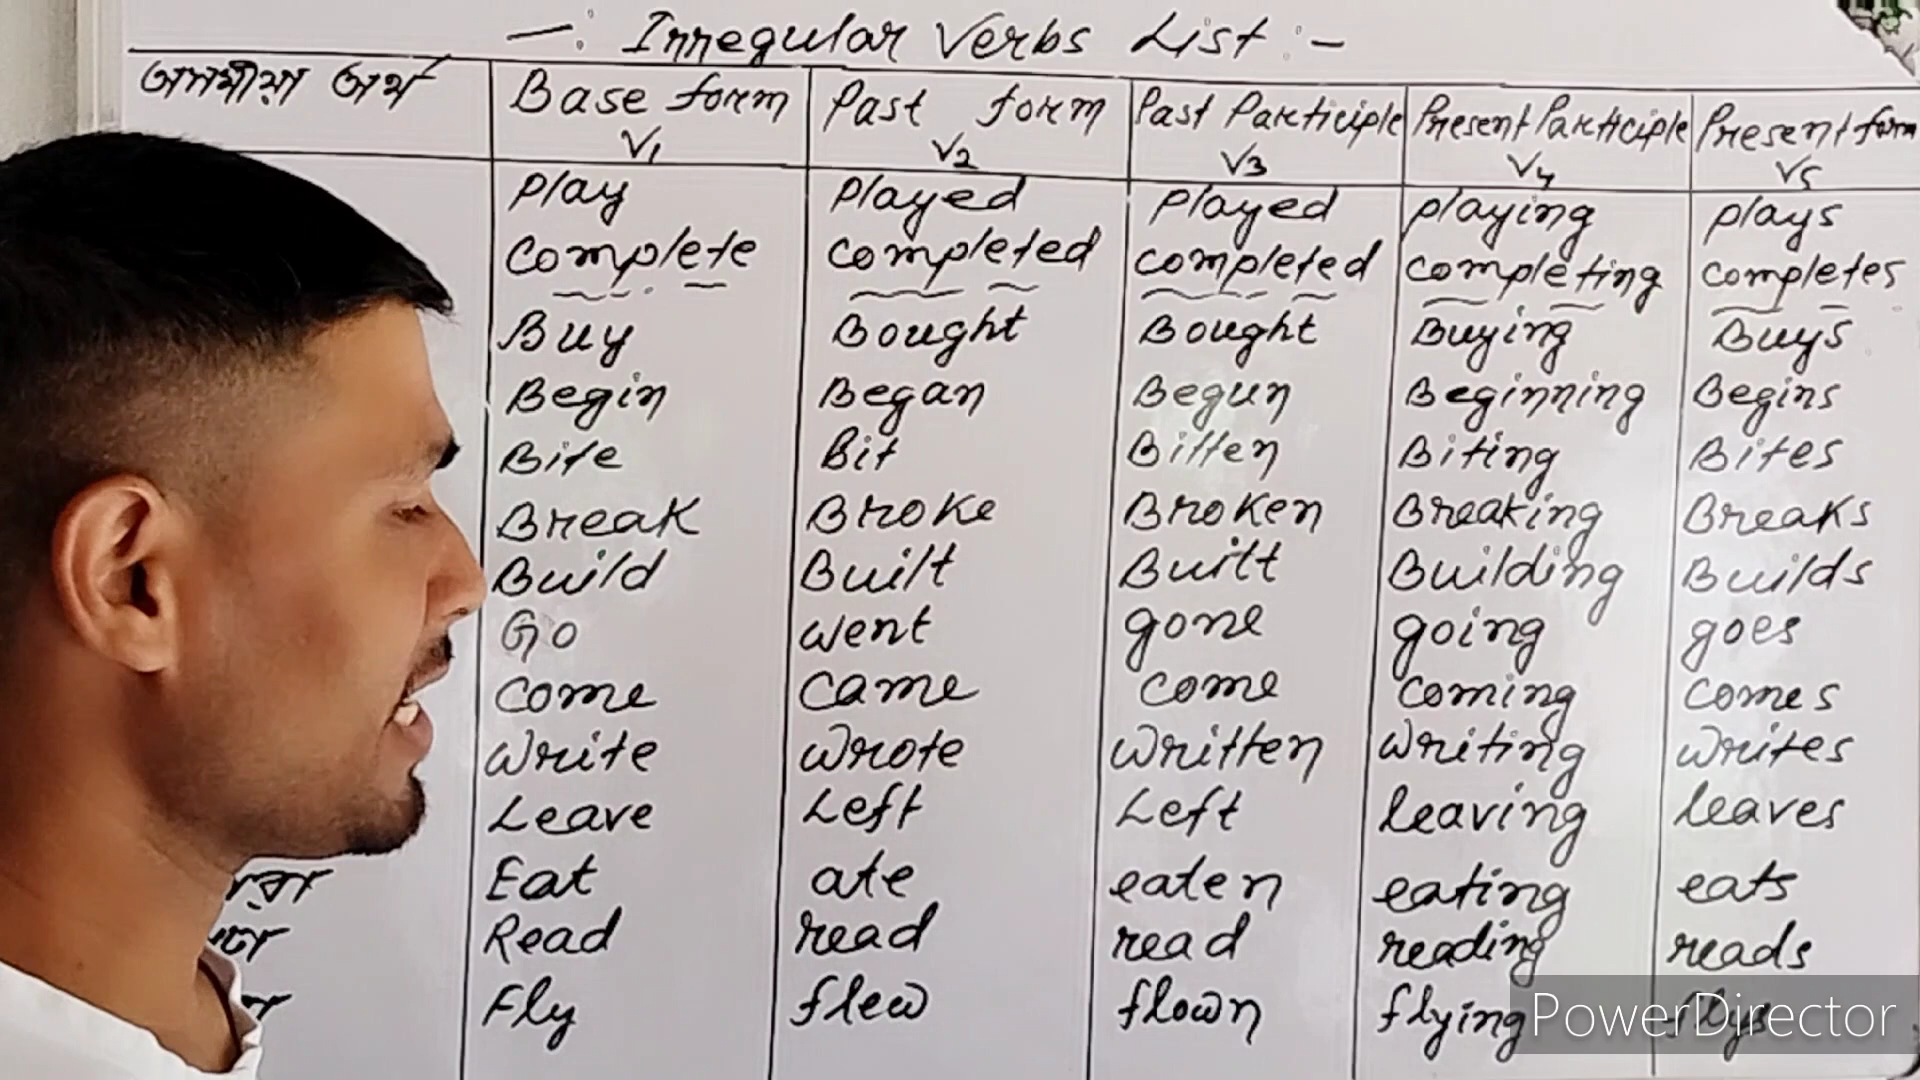 -: Irregular Verbs List :-
অসমীয়া অৰ্থ Base form V1 Past form V2 Past Participle V3 Present Participle V4 Present form V5
Play Played Played playing plays
Complete completed completed completing completes
Buy Bought Bought Buying Buys
Begin Began Begun Beginning Begins
Bite Bit Bitten Biting Bites
Break Broke Broken Breaking Breaks
Build Built Built Building Builds
Go went gone going goes
Come came come coming comes
Write wrote written writing writes
Leave Left Left leaving leaves
Eat ate eaten eating eats
Read read read reading reads
Fly flew flown flying flys
PowerDirector